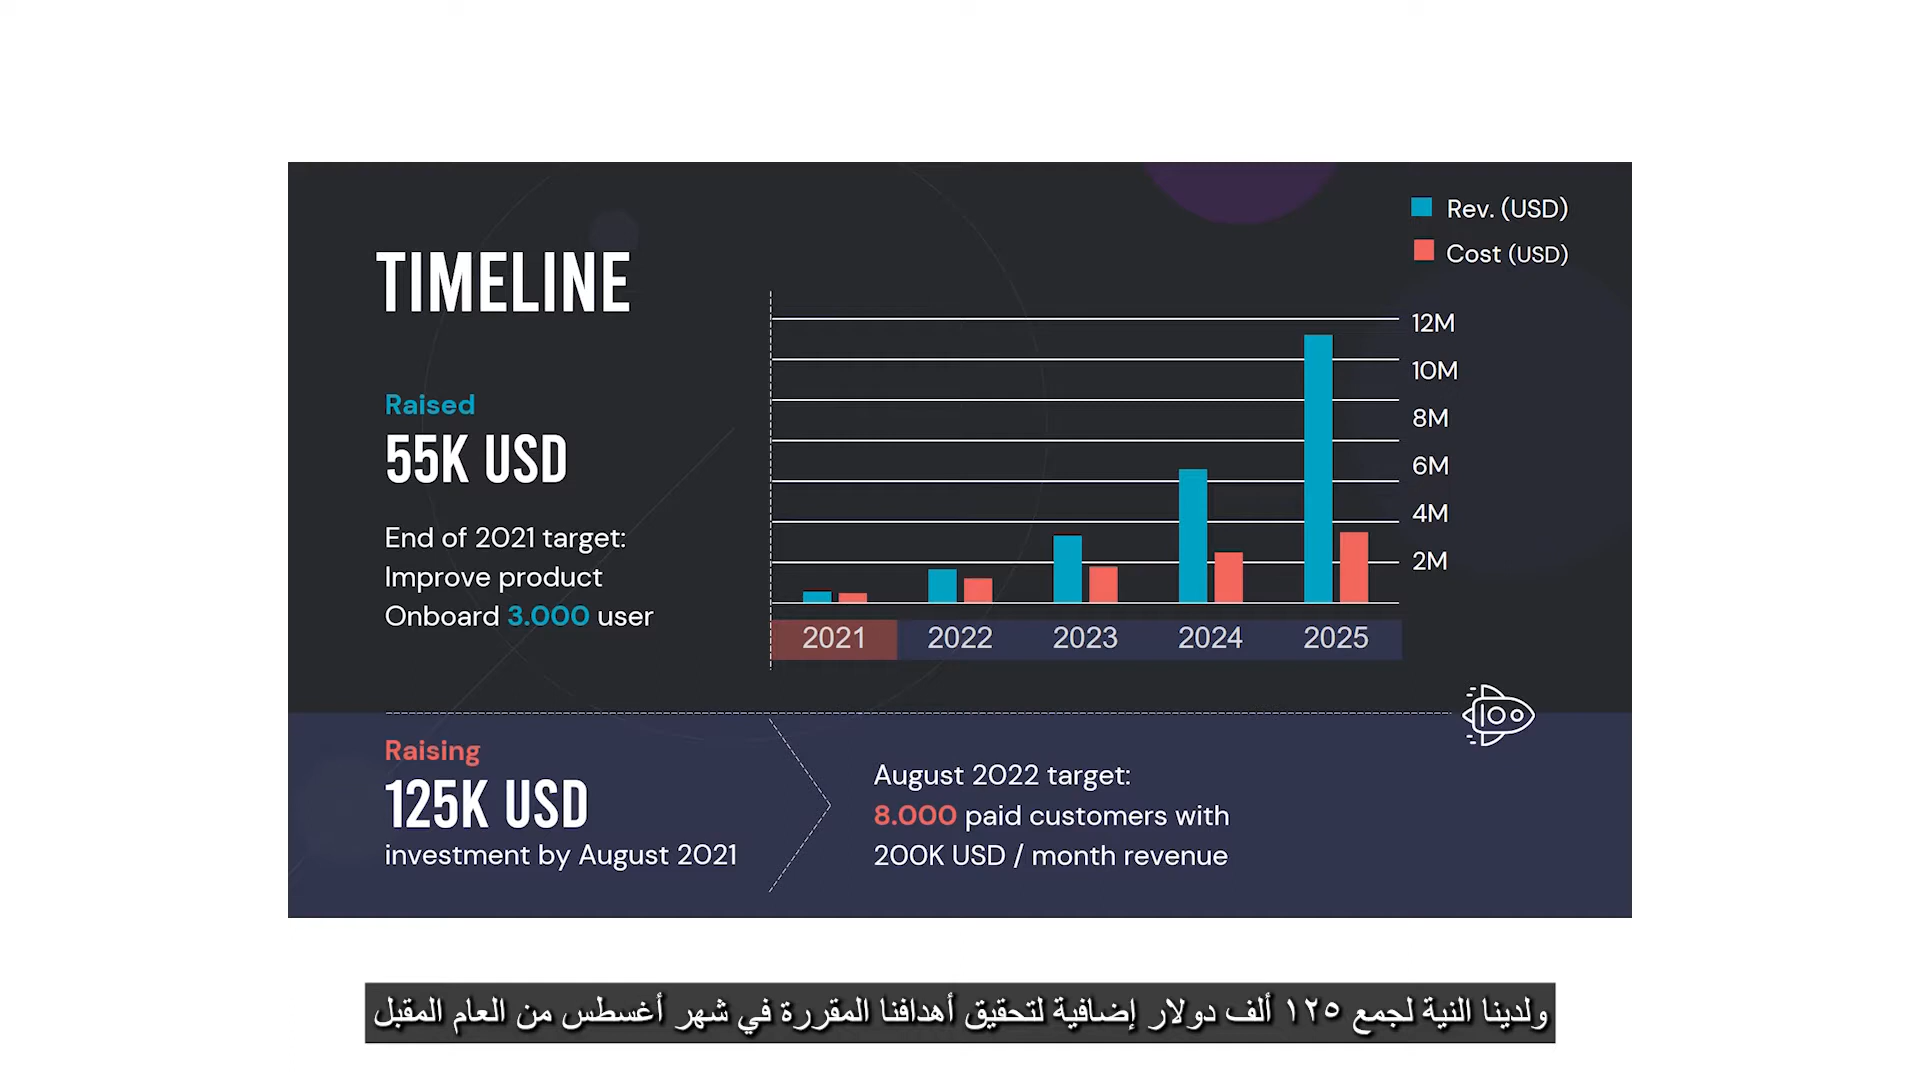 TIMELINE
Raised
55K USD
End of 2021 target:
Improve product
Onboard 3.000 user
Rev. (USD)
Cost (USD)
12M
10M
8M
6M
4M
2M
2021 2022 2023 2024 2025
Raising
125K USD
investment by August 2021
August 2022 target:
8.000 paid customers with
200K USD / month revenue
ولدينا النية لجمع ١٢٥ ألف دولار إضافية لتحقيق أهدافنا المقررة في شهر أغسطس من العام المقبل